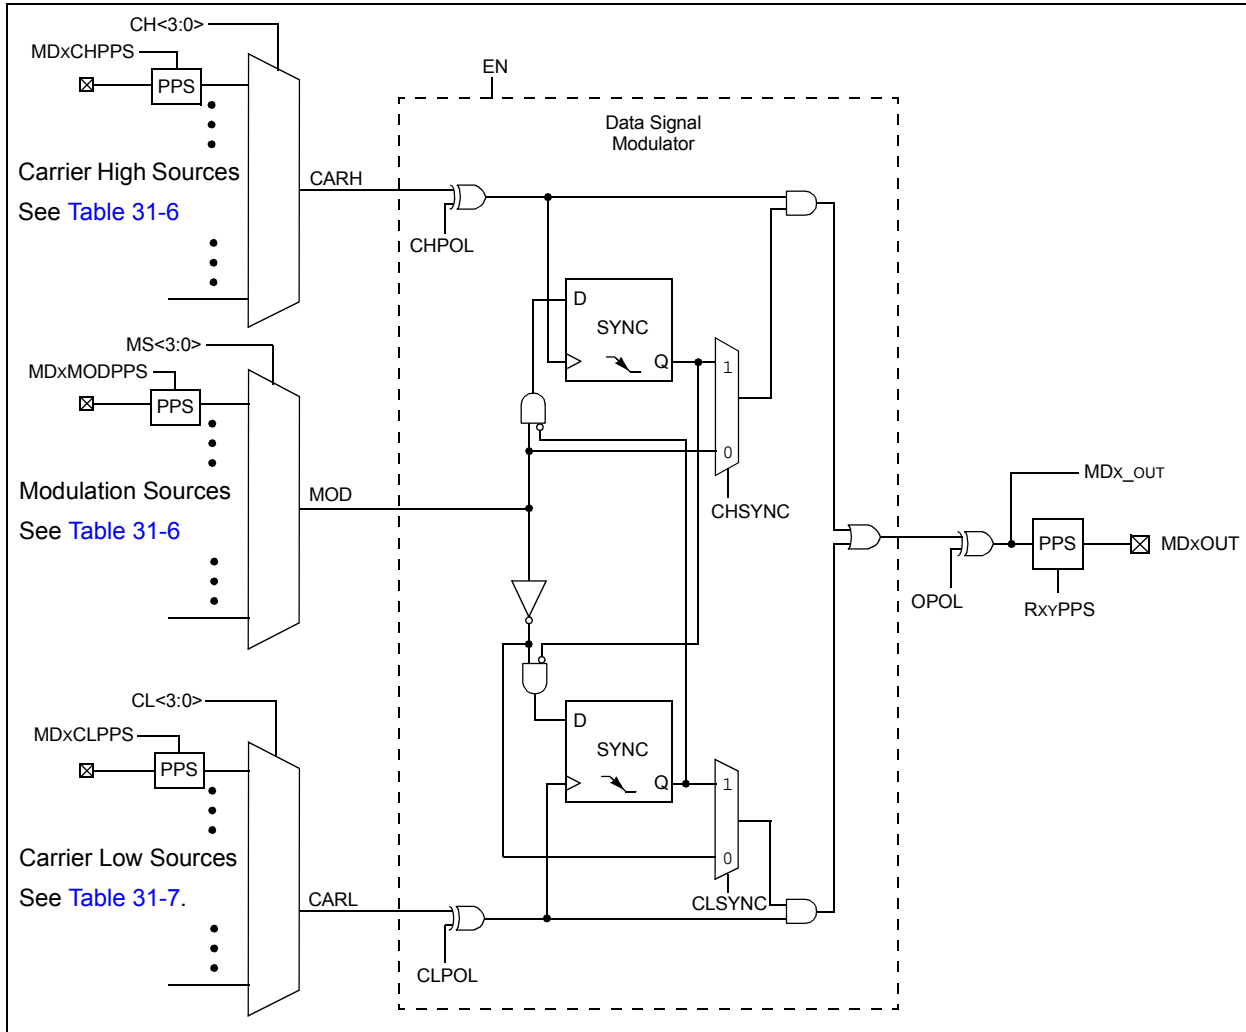 CH<3:0>
MDxCHPPS
PPS
Carrier High Sources
See Table 31-6
CARH
EN
Data Signal
Modulator
CHPOL
D
SYNC
Q
1
0
CHSYNC
MS<3:0>
MDxMODPPS
PPS
Modulation Sources
See Table 31-6
MOD
MDx_OUT
PPS
MDxOUT
OPOL
RxyPPS
CL<3:0>
MDxCLPPS
PPS
Carrier Low Sources
See Table 31-7.
CARL
D
SYNC
Q
1
0
CLSYNC
CLPOL